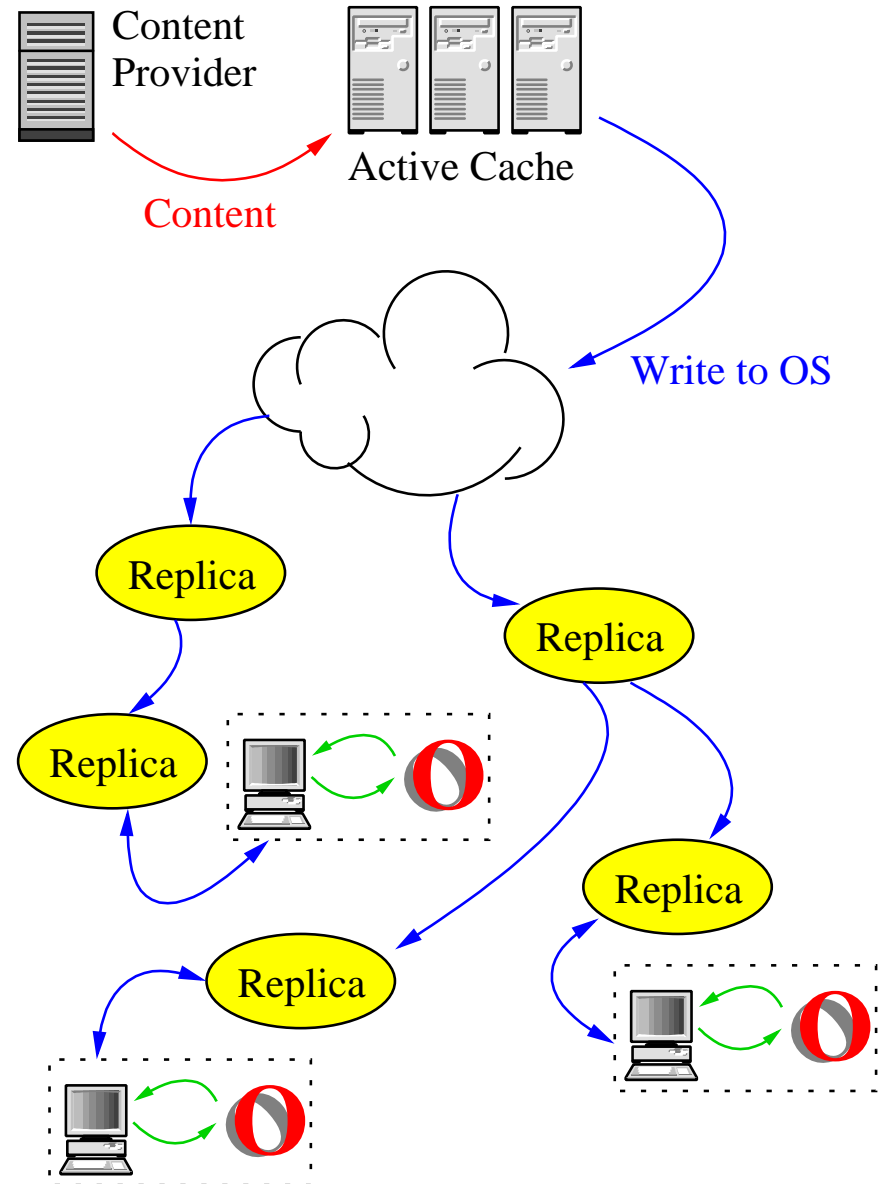 Content
Provider
Active Cache
Content
Write to OS
Replica
Replica
Replica
Replica
Replica